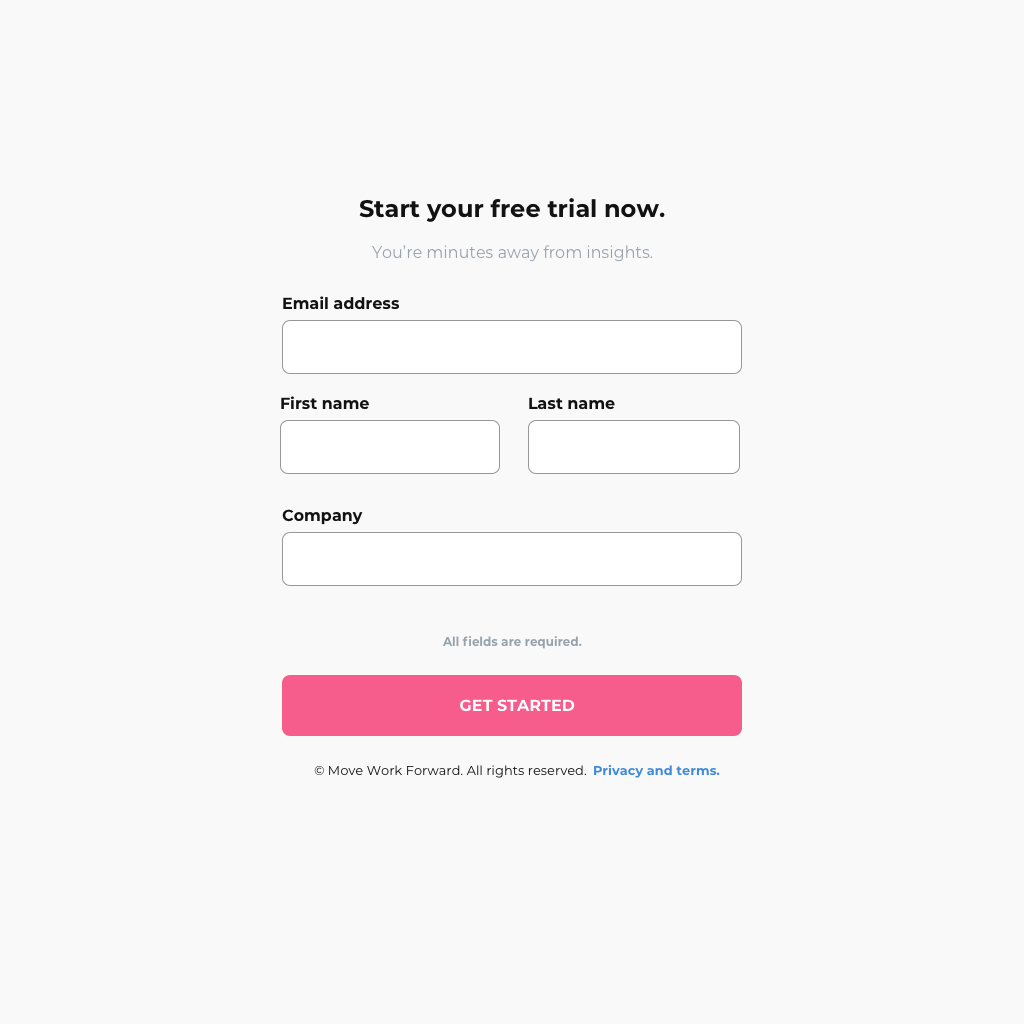 Start your free trial now.
You’re minutes away from insights.
Email address
First name
Last name
Company
All fields are required.
GET STARTED
© Move Work Forward. All rights reserved. Privacy and terms.